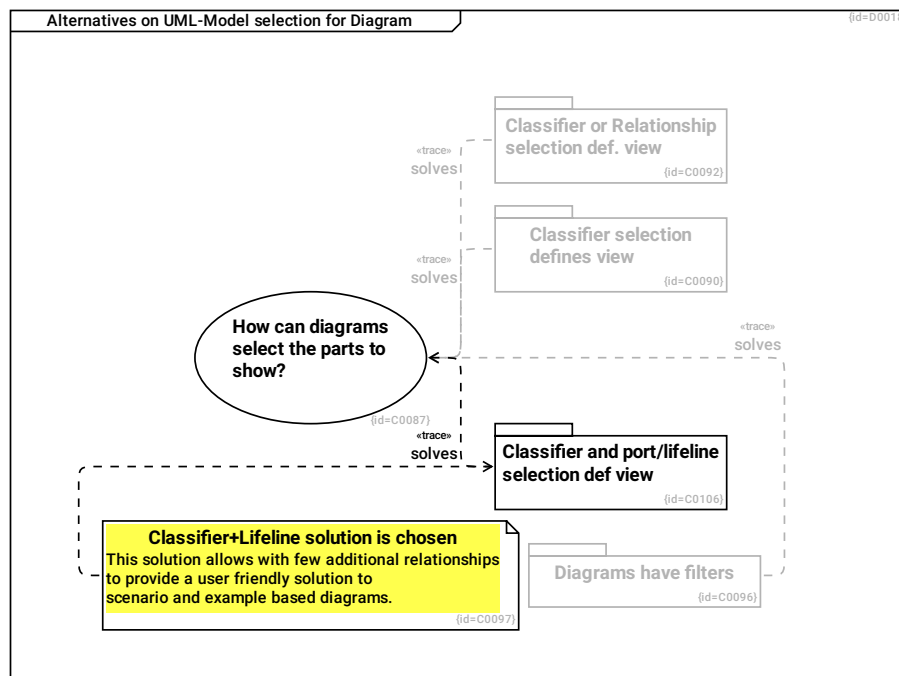 Alternatives on UML-Model selection for Diagram
{id=D0018
Classifier or Relationship
selection def. view
{id=C0092}
«trace»
solves
Classifier selection
defines view
{id=C0090}
«trace»
solves
How can diagrams
select the parts to
show?
{id=C0087}
«trace»
solves
«trace»
solves
Classifier and port/lifeline
selection def view
{id=C0106}
Classifier+Lifeline solution is chosen
This solution allows with few additional relationships
to provide a user friendly solution to
scenario and example based diagrams.
{id=C0097}
Diagrams have filters
{id=C0096}